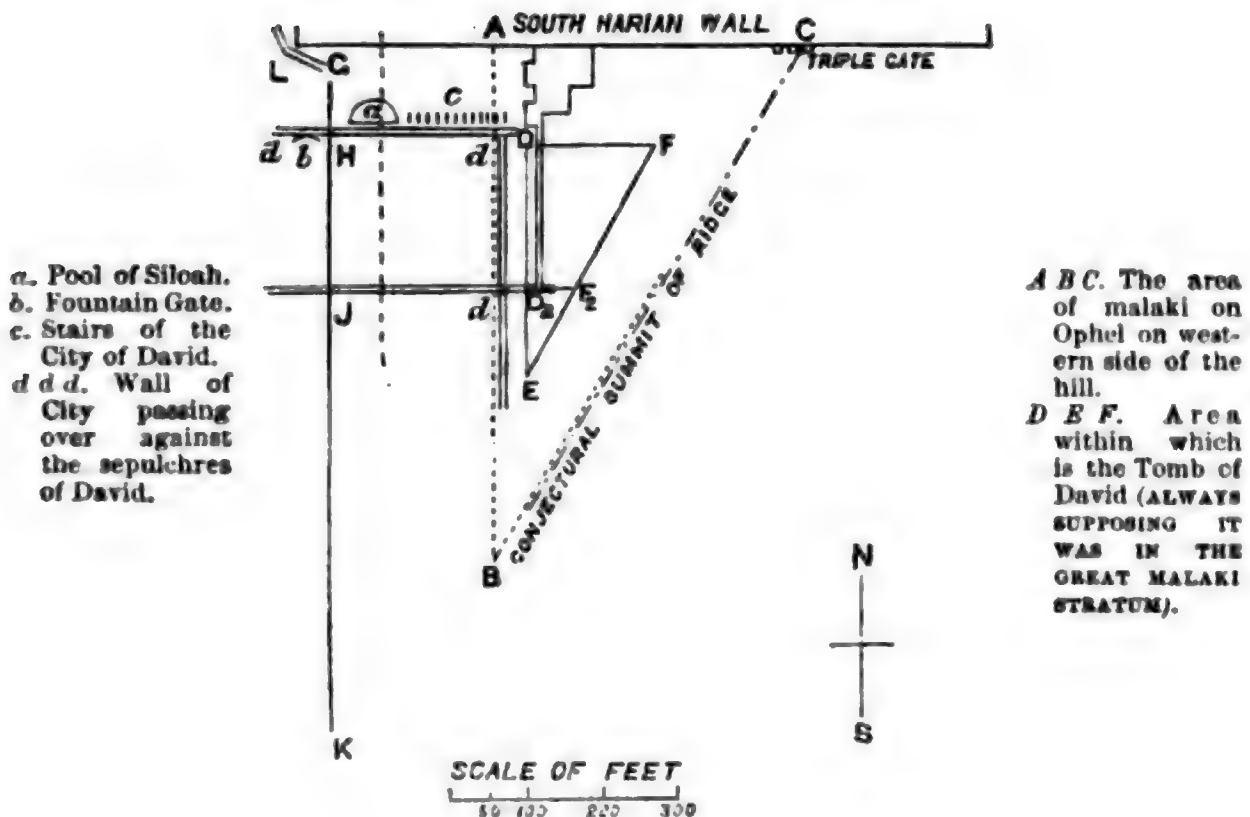 A SOUTH HARIAN WALL C
TRIPLE GATE
L G
a c
d b H d D F
J d D2 F2
E
CONJECTURAL SUMMIT OF RIDGE
B
K
a. Pool of Siloah.
b. Fountain Gate.
c. Stairs of the
City of David.
d d d. Wall of
City passing
over against
the sepulchres
of David.
A B C. The area
of malaki on
Ophel on west-
ern side of the
hill.
D E F. Area
within which
is the Tomb of
David (ALWAYS
SUPPOSING IT
WAS IN THE
GREAT MALAKI
STRATUM).
N
S
SCALE OF FEET
50 100 200 300